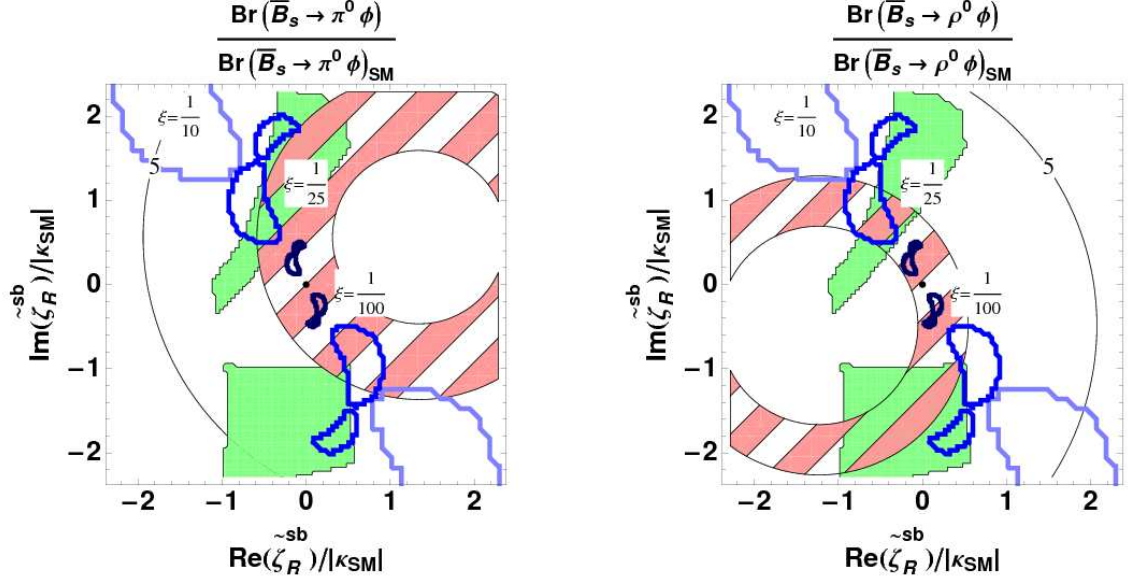 Br (B̅s → π⁰ ϕ)
Br (B̅s → π⁰ ϕ)SM
2
1
0
−1
−2
−2 −1 0 1 2
ξ= 1/10
5
ξ= 1/25
ξ= 1/100
Im(ζ̃R^sb)/|κSM|
Re(ζ̃R^sb)/|κSM|
Br (B̅s → ρ⁰ ϕ)
Br (B̅s → ρ⁰ ϕ)SM
2
1
0
−1
−2
−2 −1 0 1 2
ξ= 1/10
5
ξ= 1/25
ξ= 1/100
Im(ζ̃R^sb)/|κSM|
Re(ζ̃R^sb)/|κSM|